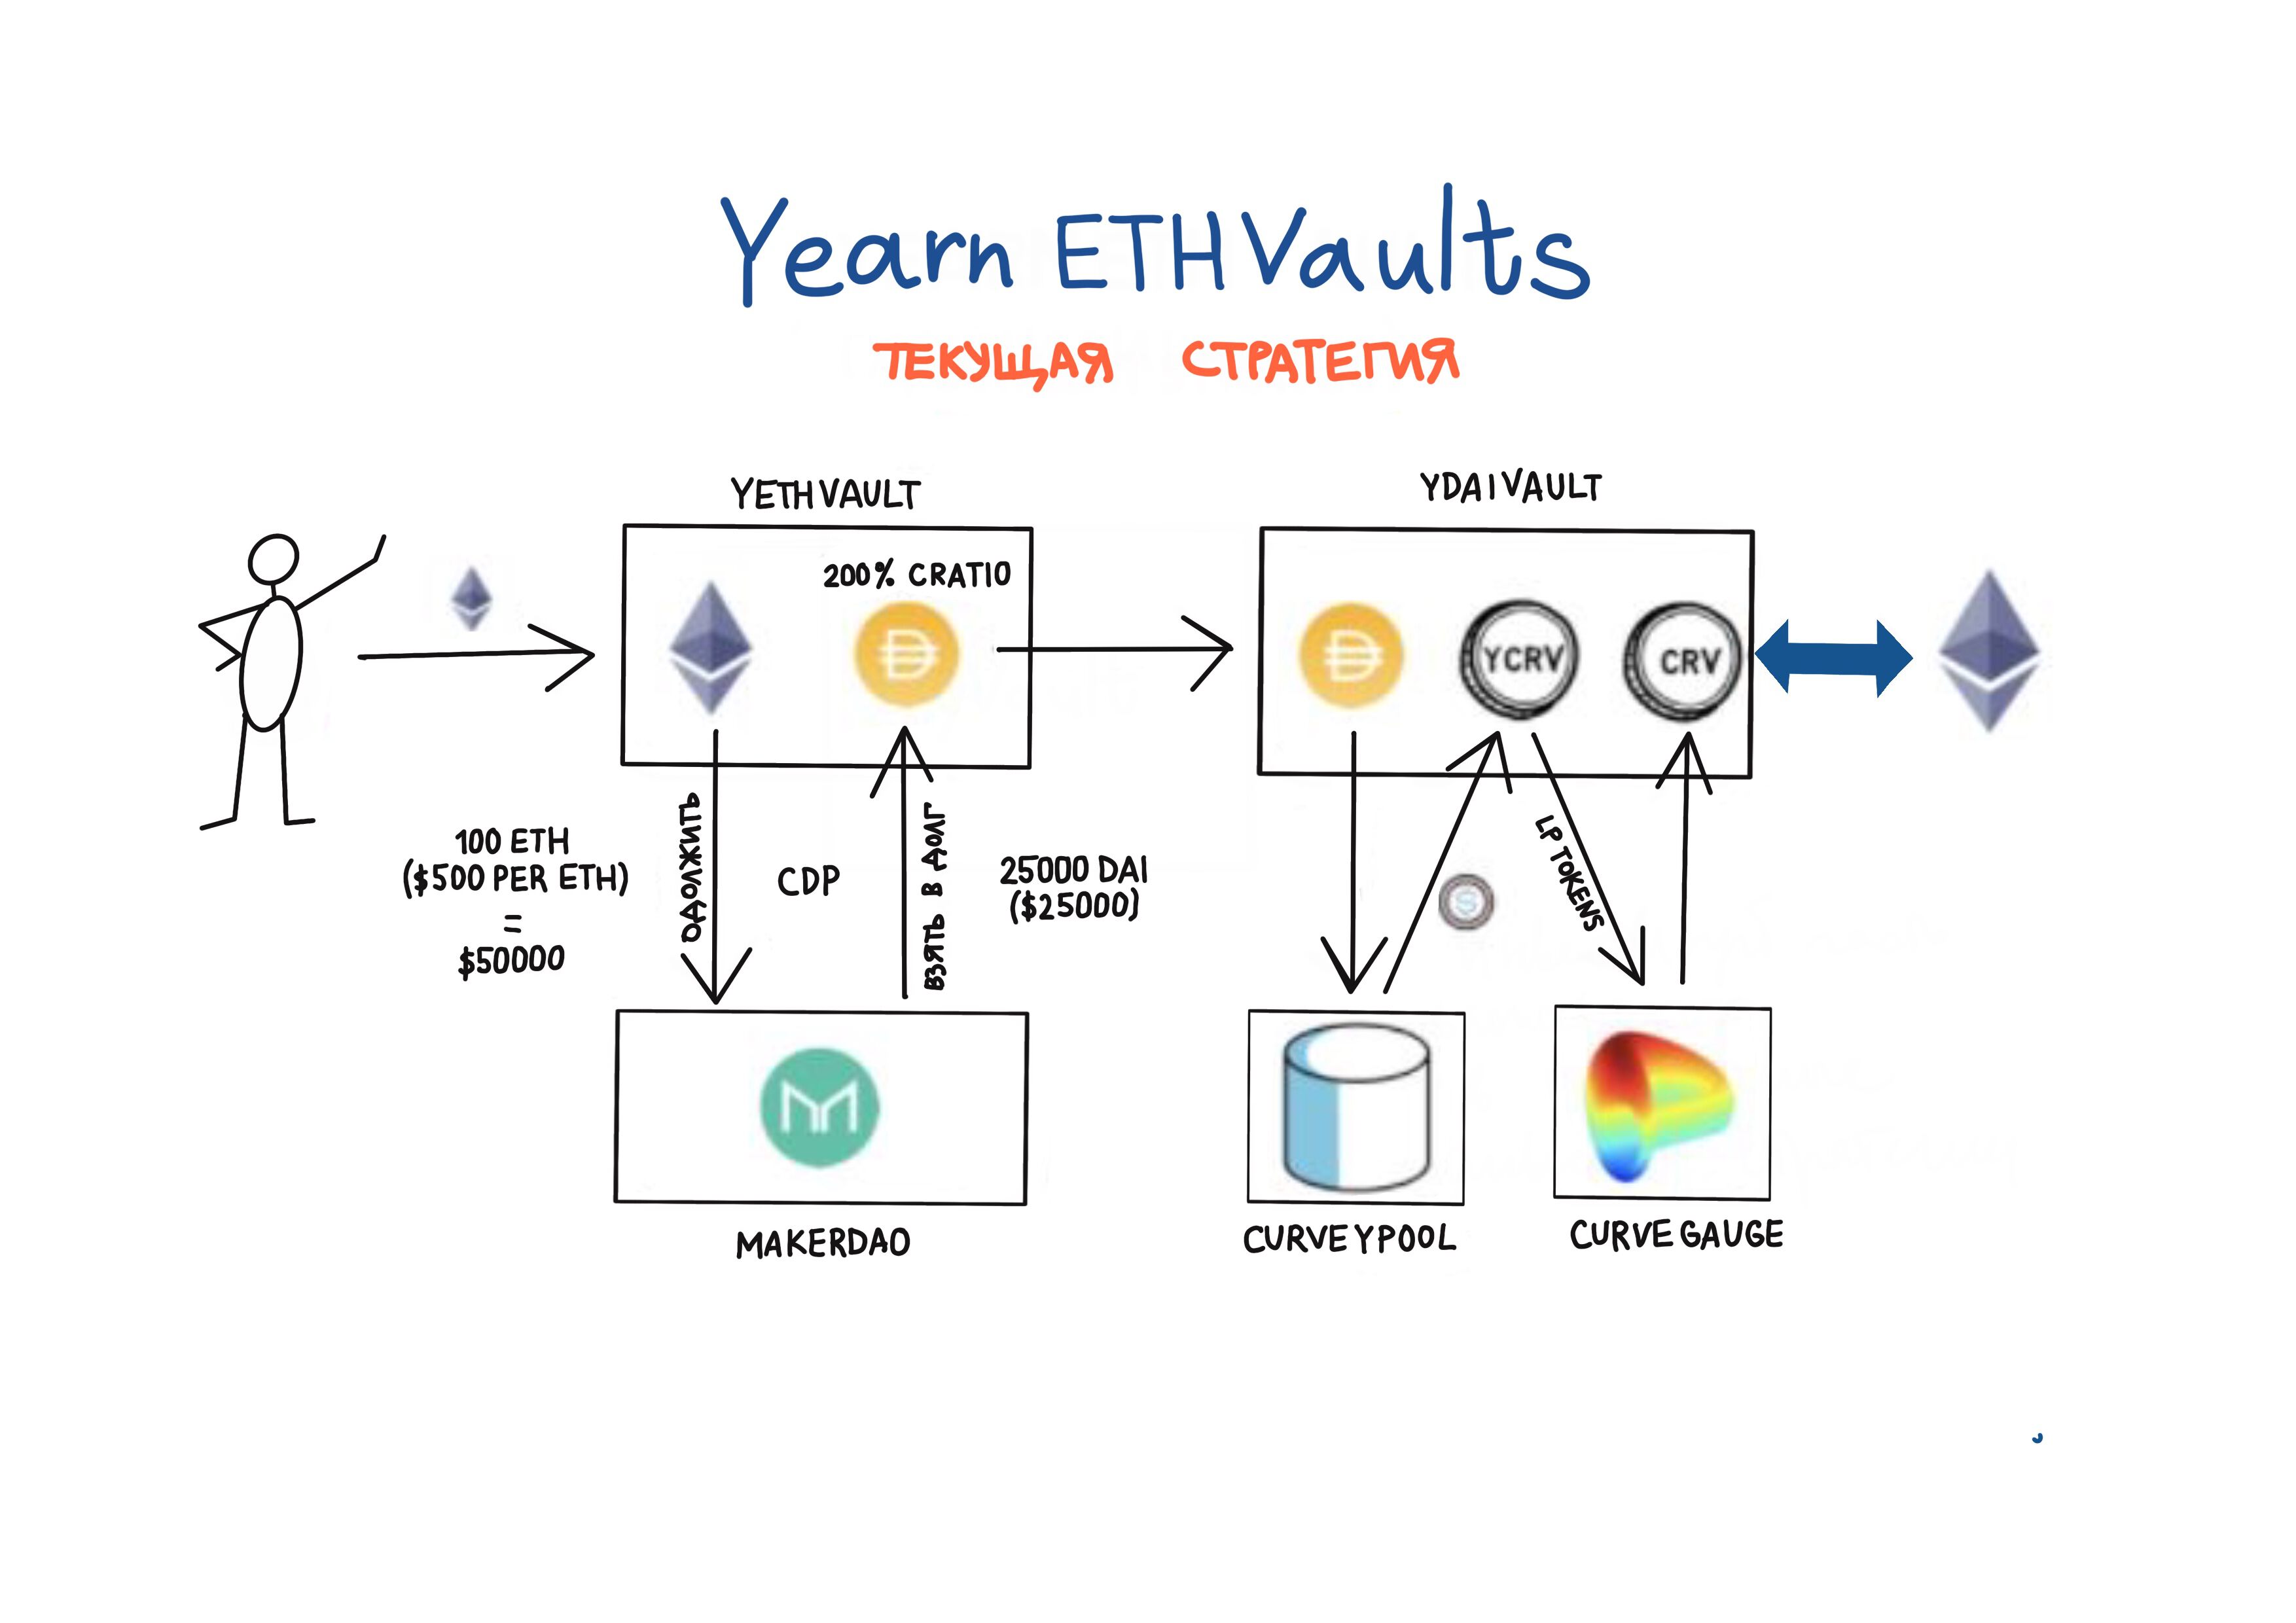 Yearn ETH Vaults
ТЕКУЩАЯ СТРАТЕГИЯ
YETH VAULT
YDAI VAULT
200% CRATIO
YCRV
CRV
100 ETH
($500 PER ETH)
=
$50000
ОДОЛЖИТЬ
CDP
ВЗЯТЬ В ДОЛГ
25000 DAI
($25000)
LP TOKENS
MAKERDAO
CURVE YPOOL
CURVE GAUGE